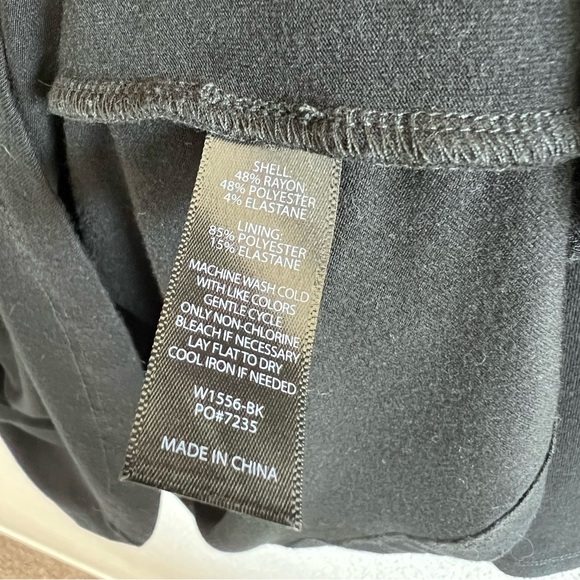 SHELL:
48% RAYON
48% POLYESTER
4% ELASTANE
LINING:
85% POLYESTER
15% ELASTANE
MACHINE WASH COLD
WITH LIKE COLORS
GENTLE CYCLE
ONLY NON-CHLORINE
BLEACH IF NECESSARY
LAY FLAT TO DRY
COOL IRON IF NEEDED
W1556-BK
PO#7235
MADE IN CHINA